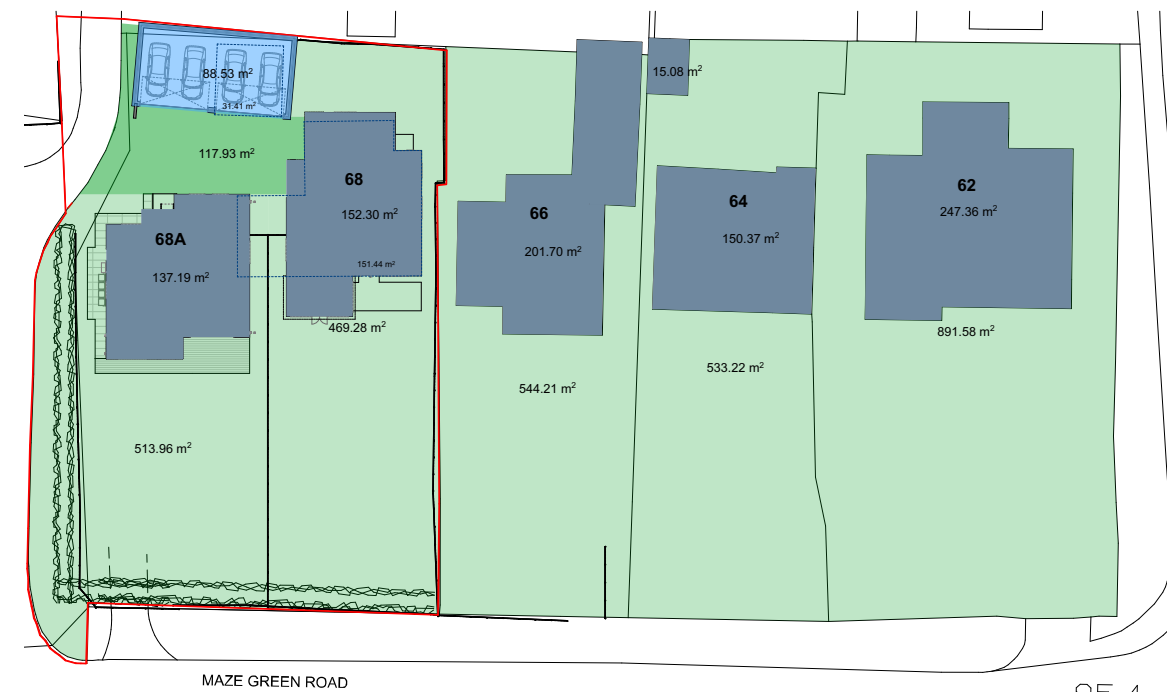 88.53 m²
31.41 m²
15.08 m²
117.93 m²
68
152.30 m²
151.44 m²
68A
137.19 m²
469.28 m²
513.96 m²
66
201.70 m²
544.21 m²
64
150.37 m²
533.22 m²
62
247.36 m²
891.58 m²
MAZE GREEN ROAD